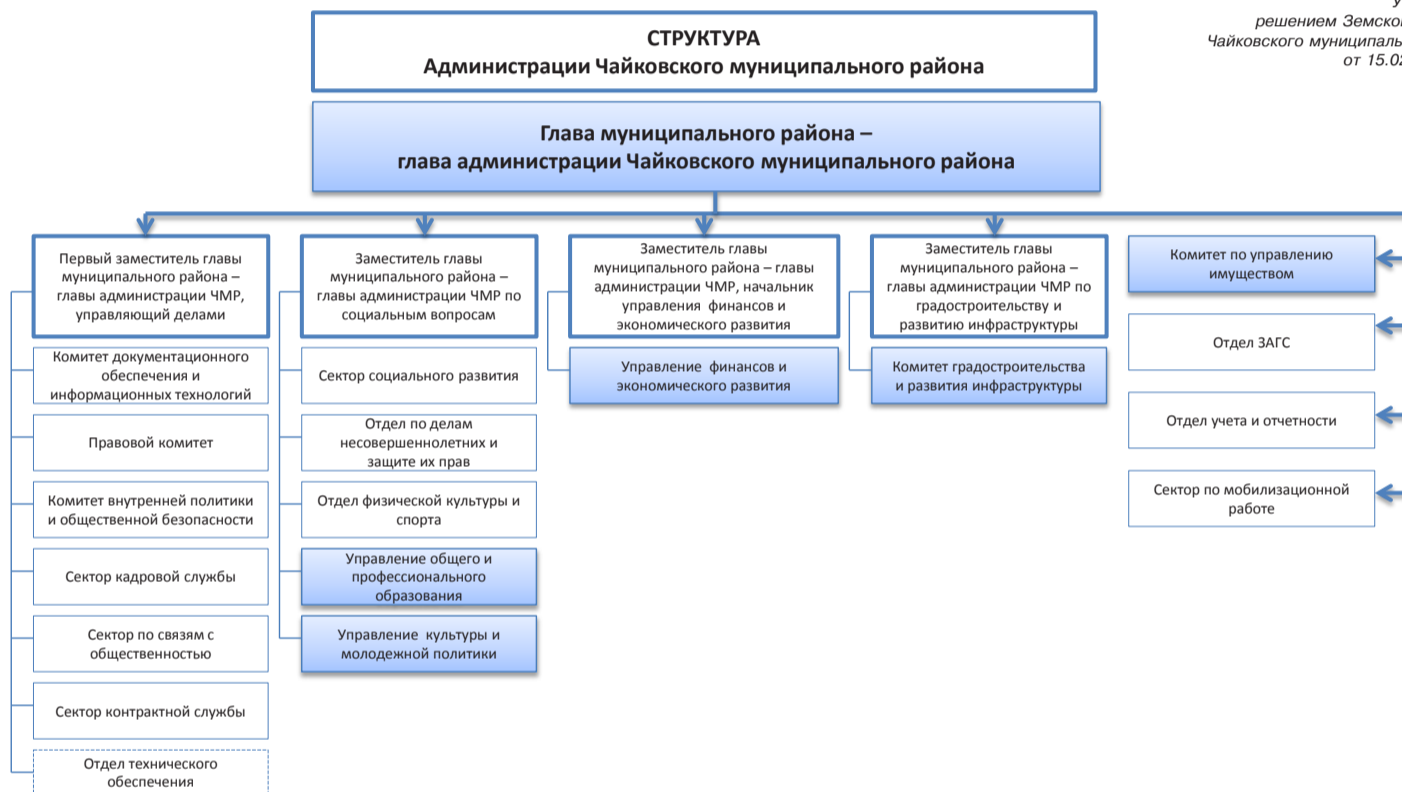 решением
от
СТРУКТУРА
Администрации Чайковского муниципального района
Чайковского
Глава муниципального района –
глава администрации Чайковского муниципального района
Первый заместитель главы
муниципального района –
главы администрации ЧМР,
управляющий делами
Комитет документационного
обеспечения и
информационных технологий
Правовой комитет
Комитет внутренней политики
и общественной безопасности
Сектор кадровой службы
Сектор по связям с
общественностью
Сектор контрактной службы
Отдел технического
обеспечения
Заместитель главы
муниципального района –
главы администрации ЧМР по
социальным вопросам
Сектор социального развития
Отдел по делам
несовершеннолетних и
защите их прав
Отдел физической культуры и
спорта
Управление общего и
профессионального
образования
Управление культуры и
молодежной политики
Заместитель главы
муниципального района – главы
администрации ЧМР, начальник
управления финансов и
экономического развития
Управление финансов и
экономического развития
Заместитель главы
муниципального района –
главы администрации ЧМР по
градостроительству и
развитию инфраструктуры
Комитет градостроительства
и развития инфраструктуры
Комитет по управлению
имуществом
Отдел ЗАГС
Отдел учета и отчетности
Сектор по мобилизационной
работе